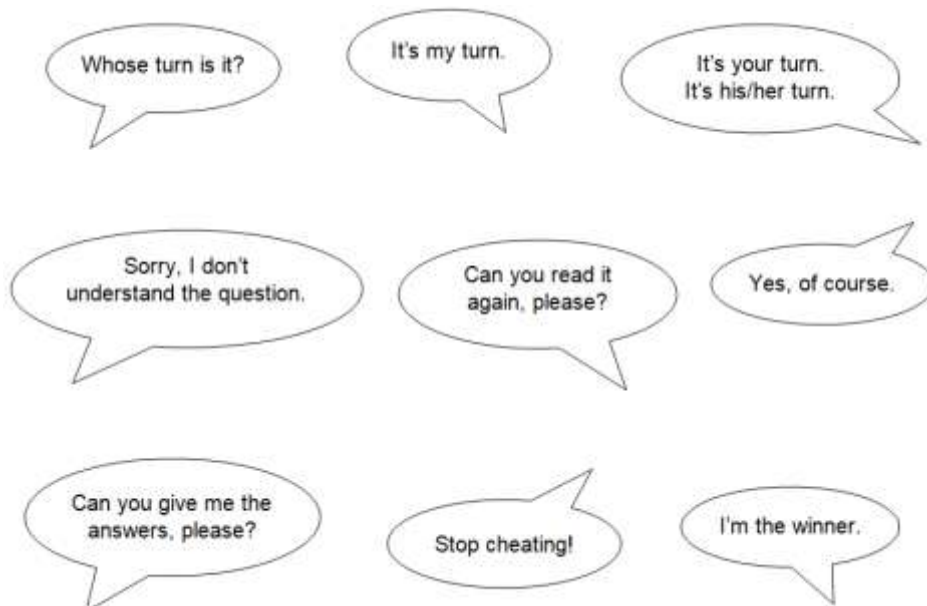 Whose turn is it?
It's my turn.
It's your turn.
It's his/her turn.
Sorry, I don't
understand the question.
Can you read it
again, please?
Yes, of course.
Can you give me the
answers, please?
Stop cheating!
I'm the winner.